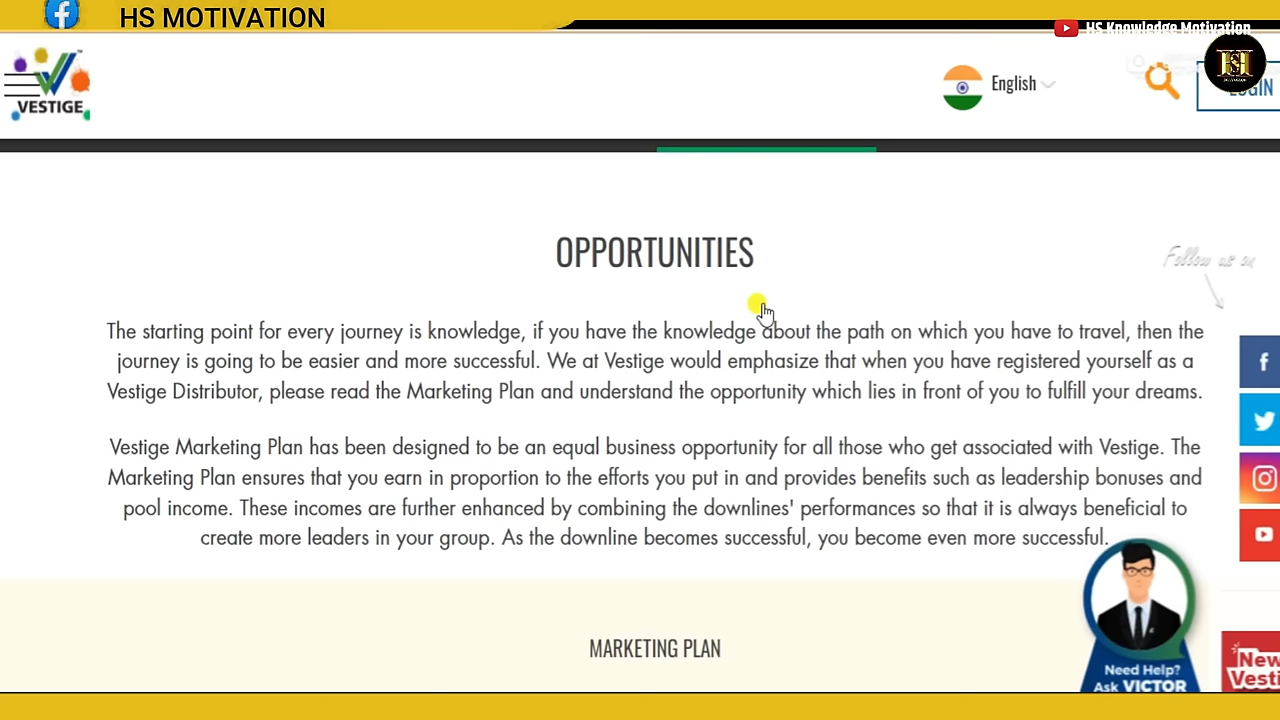 HS MOTIVATION
HS Knowledge Motivation
VESTIGE
English
LOGIN
OPPORTUNITIES
Follow us on
The starting point for every journey is knowledge, if you have the knowledge about the path on which you have to travel, then the
journey is going to be easier and more successful. We at Vestige would emphasize that when you have registered yourself as a
Vestige Distributor, please read the Marketing Plan and understand the opportunity which lies in front of you to fulfill your dreams.
Vestige Marketing Plan has been designed to be an equal business opportunity for all those who get associated with Vestige. The
Marketing Plan ensures that you earn in proportion to the efforts you put in and provides benefits such as leadership bonuses and
pool income. These incomes are further enhanced by combining the downlines' performances so that it is always beneficial to
create more leaders in your group. As the downline becomes successful, you become even more successful.
MARKETING PLAN
Need Help?
Ask VICTOR
New
Vesti